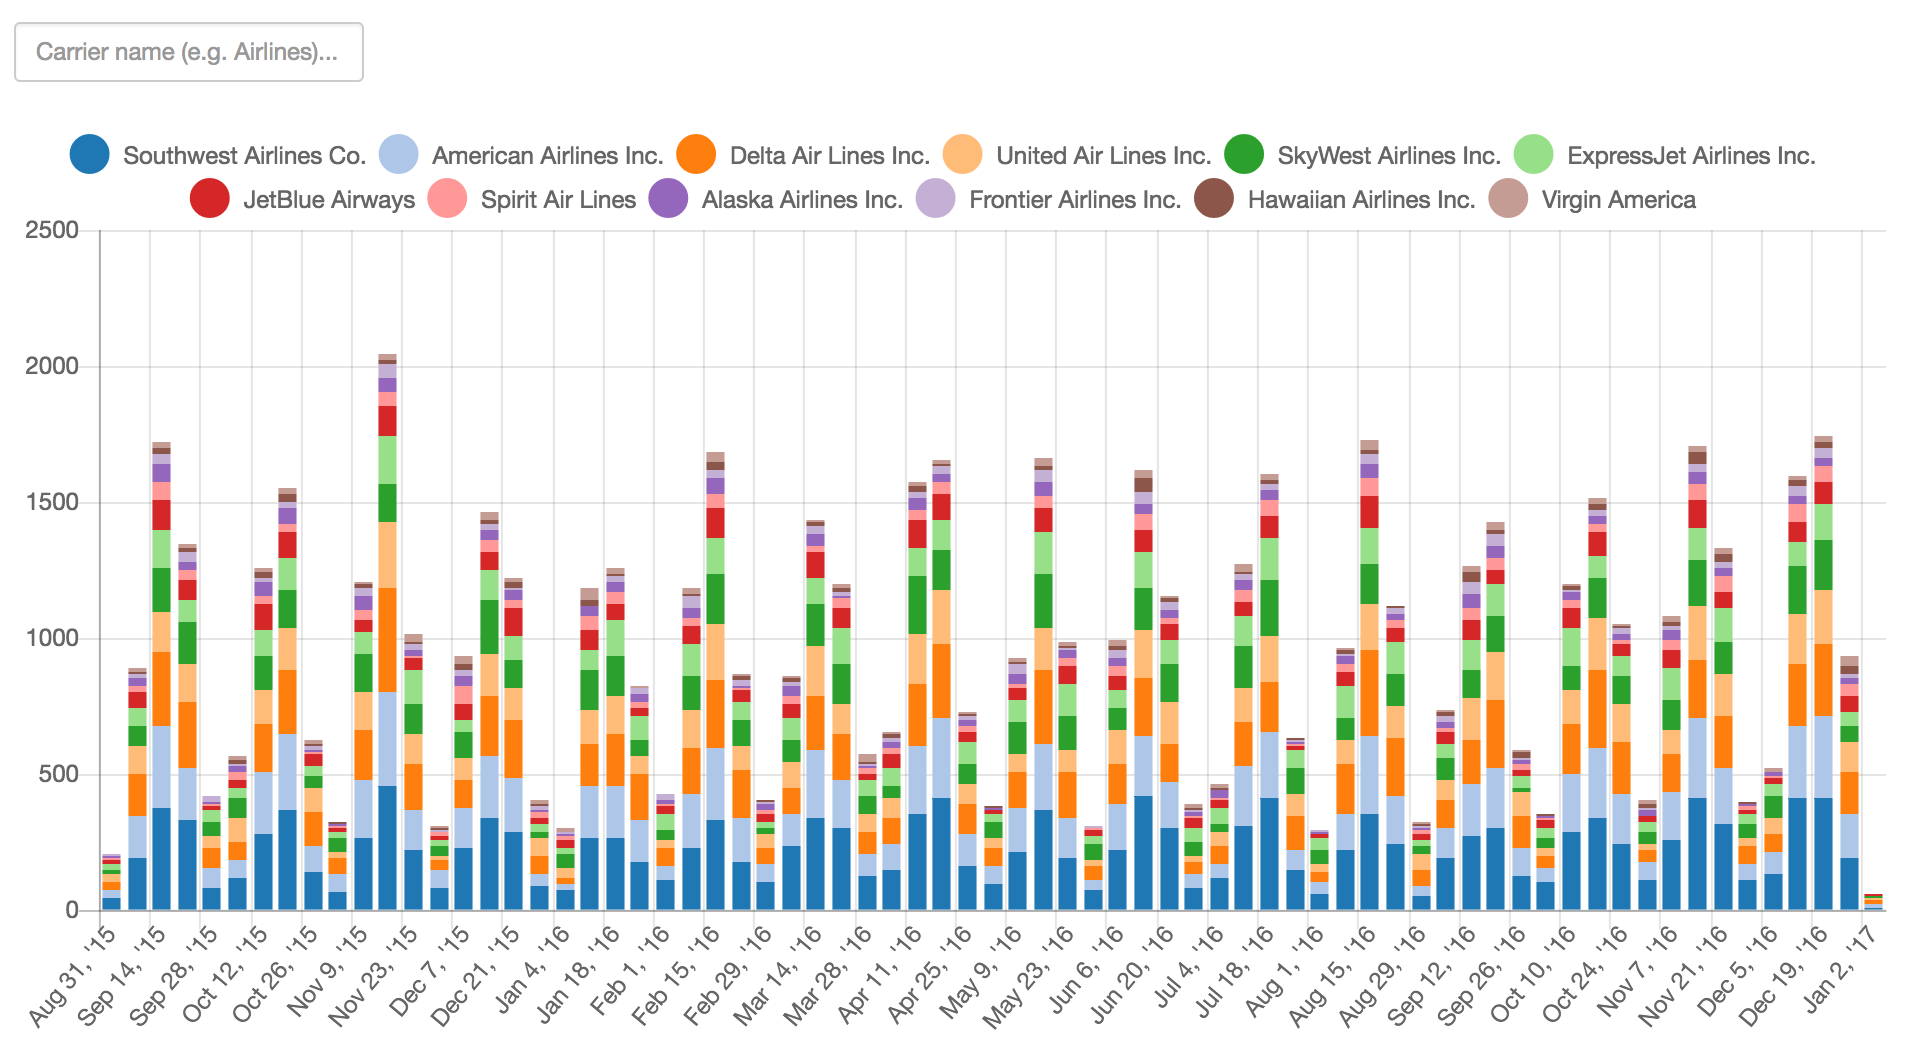 Carrier name (e.g. Airlines)...
Southwest Airlines Co. American Airlines Inc. Delta Air Lines Inc. United Air Lines Inc. SkyWest Airlines Inc. ExpressJet Airlines Inc.
JetBlue Airways Spirit Air Lines Alaska Airlines Inc. Frontier Airlines Inc. Hawaiian Airlines Inc. Virgin America
2500
2000
1500
1000
500
0
Aug 31, '15
Sep 14, '15
Sep 28, '15
Oct 12, '15
Oct 26, '15
Nov 9, '15
Nov 23, '15
Dec 7, '15
Dec 21, '15
Jan 4, '16
Jan 18, '16
Feb 1, '16
Feb 15, '16
Feb 29, '16
Mar 14, '16
Mar 28, '16
Apr 11, '16
Apr 25, '16
May 9, '16
May 23, '16
Jun 6, '16
Jun 20, '16
Jul 4, '16
Jul 18, '16
Aug 1, '16
Aug 15, '16
Aug 29, '16
Sep 12, '16
Sep 26, '16
Oct 10, '16
Oct 24, '16
Nov 7, '16
Nov 21, '16
Dec 5, '16
Dec 19, '16
Jan 2, '17